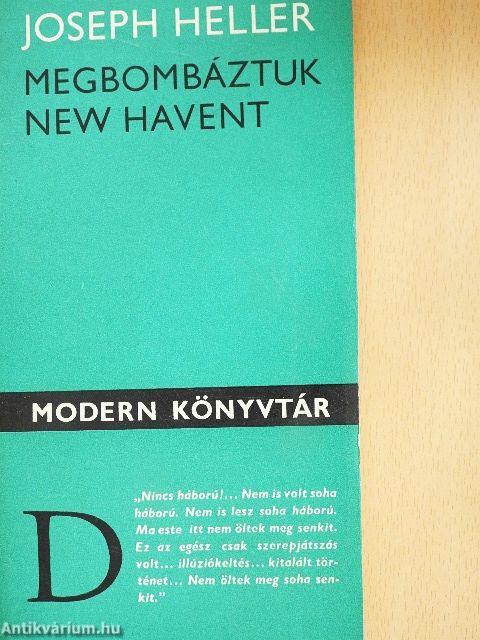 JOSEPH HELLER
MEGBOMBÁZTUK
NEW HAVENT
MODERN KÖNYVTÁR
D
„Nincs háború!... Nem is volt soha
háború. Nem is lesz soha háború.
Ma este itt nem öltek meg senkit.
Ez az egész csak szerepjátszás
volt... illúziókeltés... kitalált tör-
ténet... Nem öltek meg soha sen-
kit.”
Antikvárium.hu